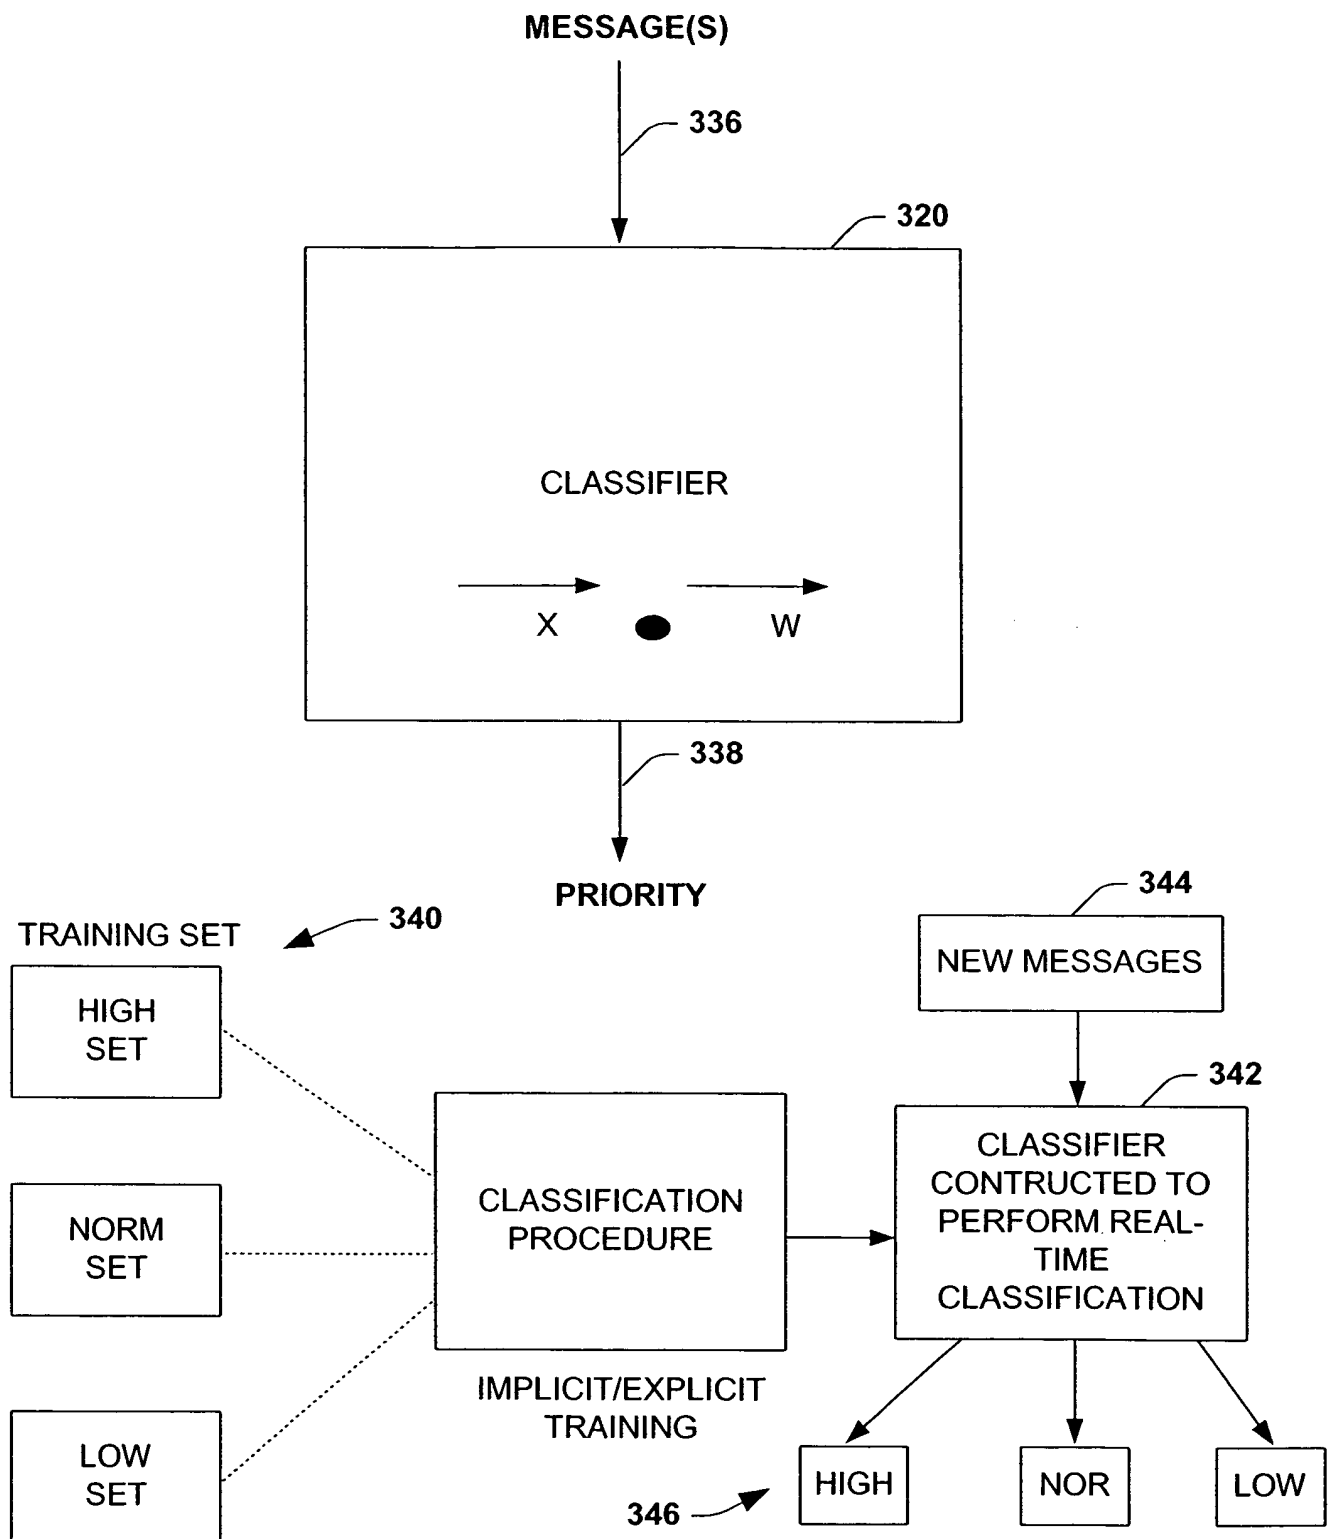 MESSAGE(S)
336
320
CLASSIFIER
X
W
338
PRIORITY
344
340
TRAINING SET
NEW MESSAGES
HIGH
SET
342
CLASSIFIER
CONTRUCTED TO
PERFORM REAL-
TIME
CLASSIFICATION
CLASSIFICATION
PROCEDURE
NORM
SET
IMPLICIT/EXPLICIT
TRAINING
LOW
SET
HIGH
NOR
LOW
346